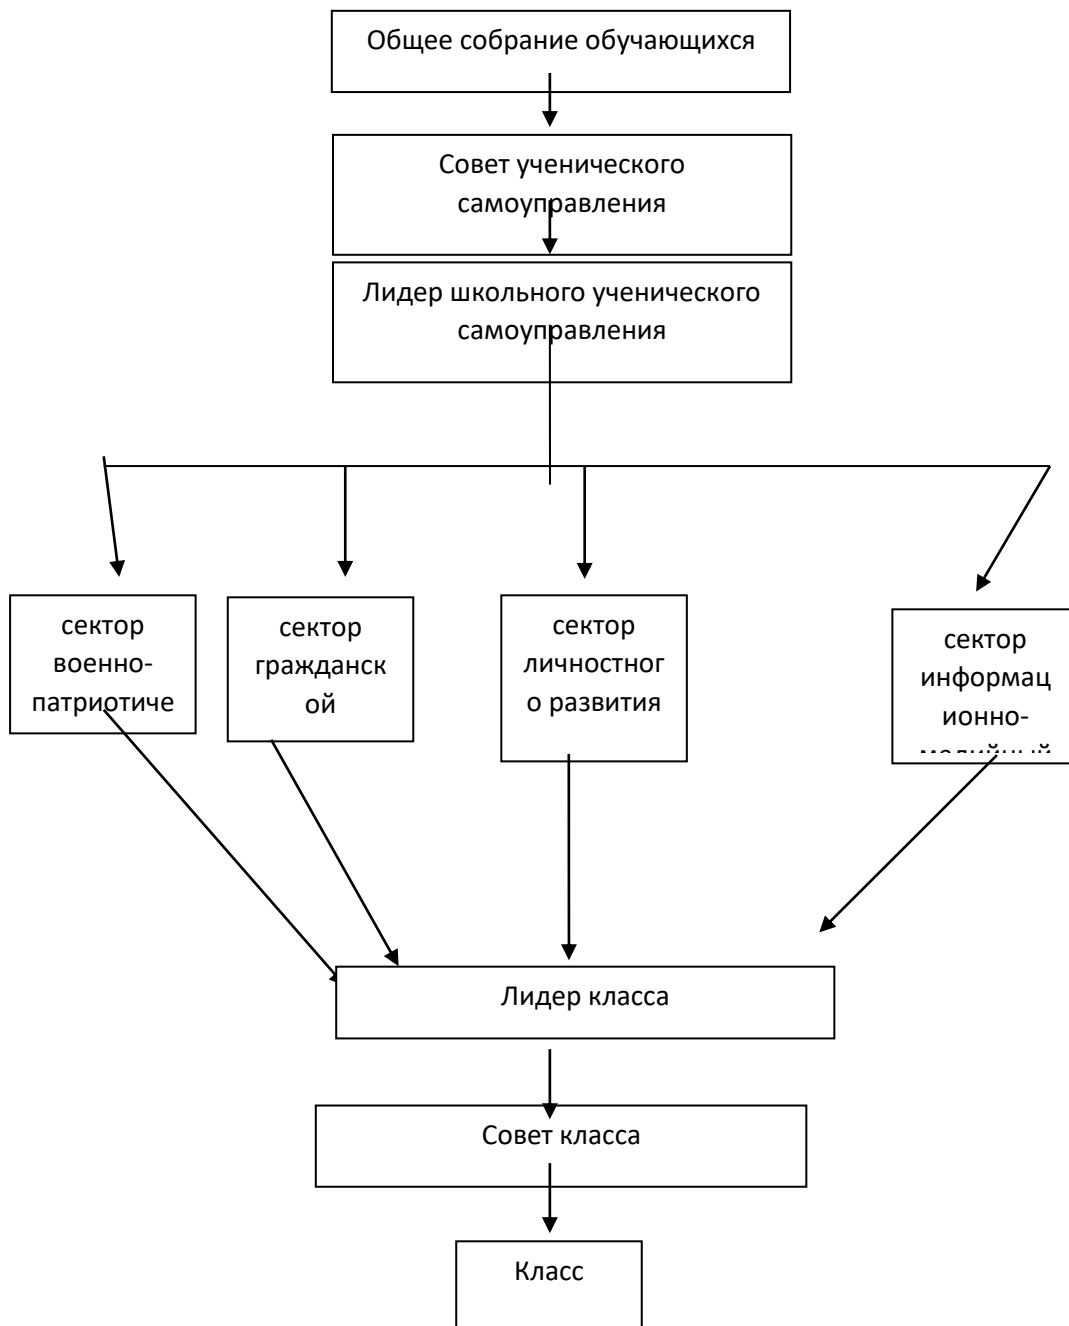 Общее собрание обучающихся
Совет ученического
самоуправления
Лидер школьного ученического
самоуправления
сектор
военно-
патриотиче
сектор
гражданск
ой
сектор
личностног
о развития
сектор
информац
ионно-
медийный
Лидер класса
Совет класса
Класс